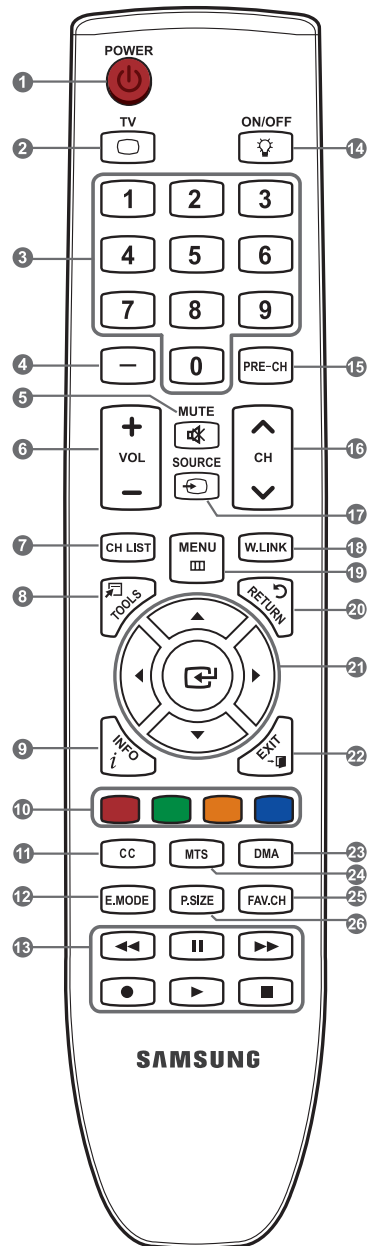 POWER
1
TV
ON/OFF
2
14
1 2 3
3
4 5 6
7 8 9
4
–
0
PRE-CH
15
5
MUTE
6
+
VOL
–
CH
16
SOURCE
17
7
CH LIST
MENU
W.LINK
18
19
8
TOOLS
RETURN
20
21
9
INFO
i
EXIT
22
10
11
CC
MTS
DMA
23
24
12
E.MODE
P.SIZE
FAV.CH
25
26
13
SAMSUNG